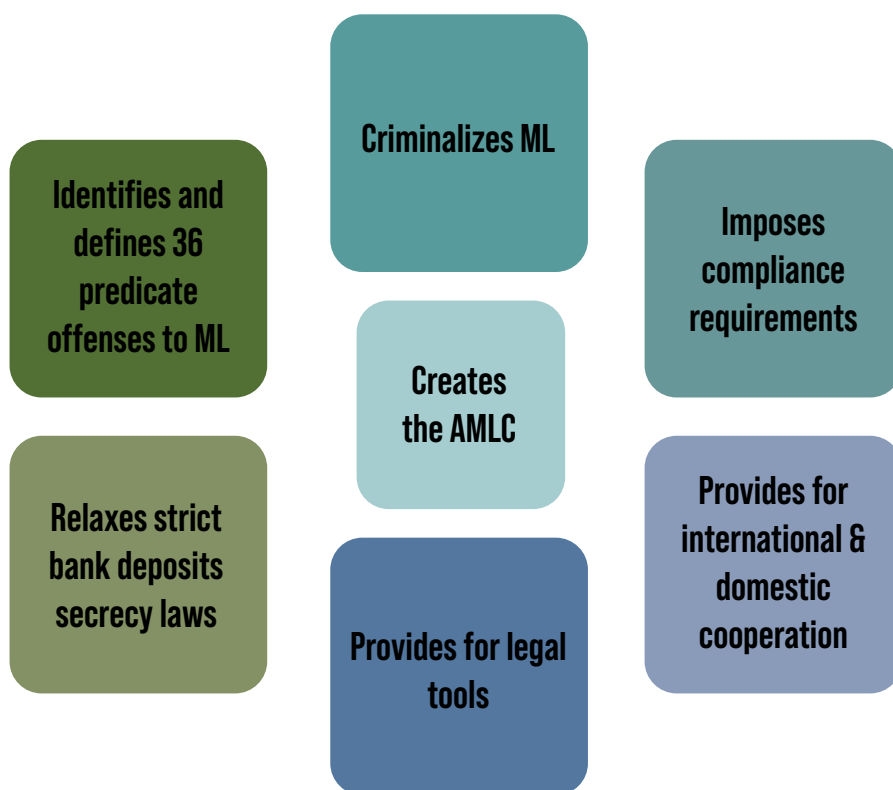 Criminalizes ML
Identifies and
defines 36
predicate
offenses to ML
Imposes
compliance
requirements
Creates
the AMLC
Relaxes strict
bank deposits
secrecy laws
Provides for
international &
domestic
cooperation
Provides for legal
tools